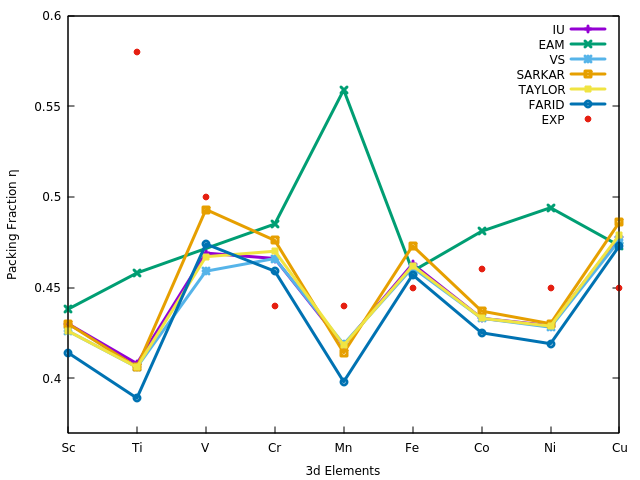 0.6
0.55
0.5
0.45
0.4
Packing Fraction η
IU
EAM
VS
SARKAR
TAYLOR
FARID
EXP
Sc Ti V Cr Mn Fe Co Ni Cu
3d Elements